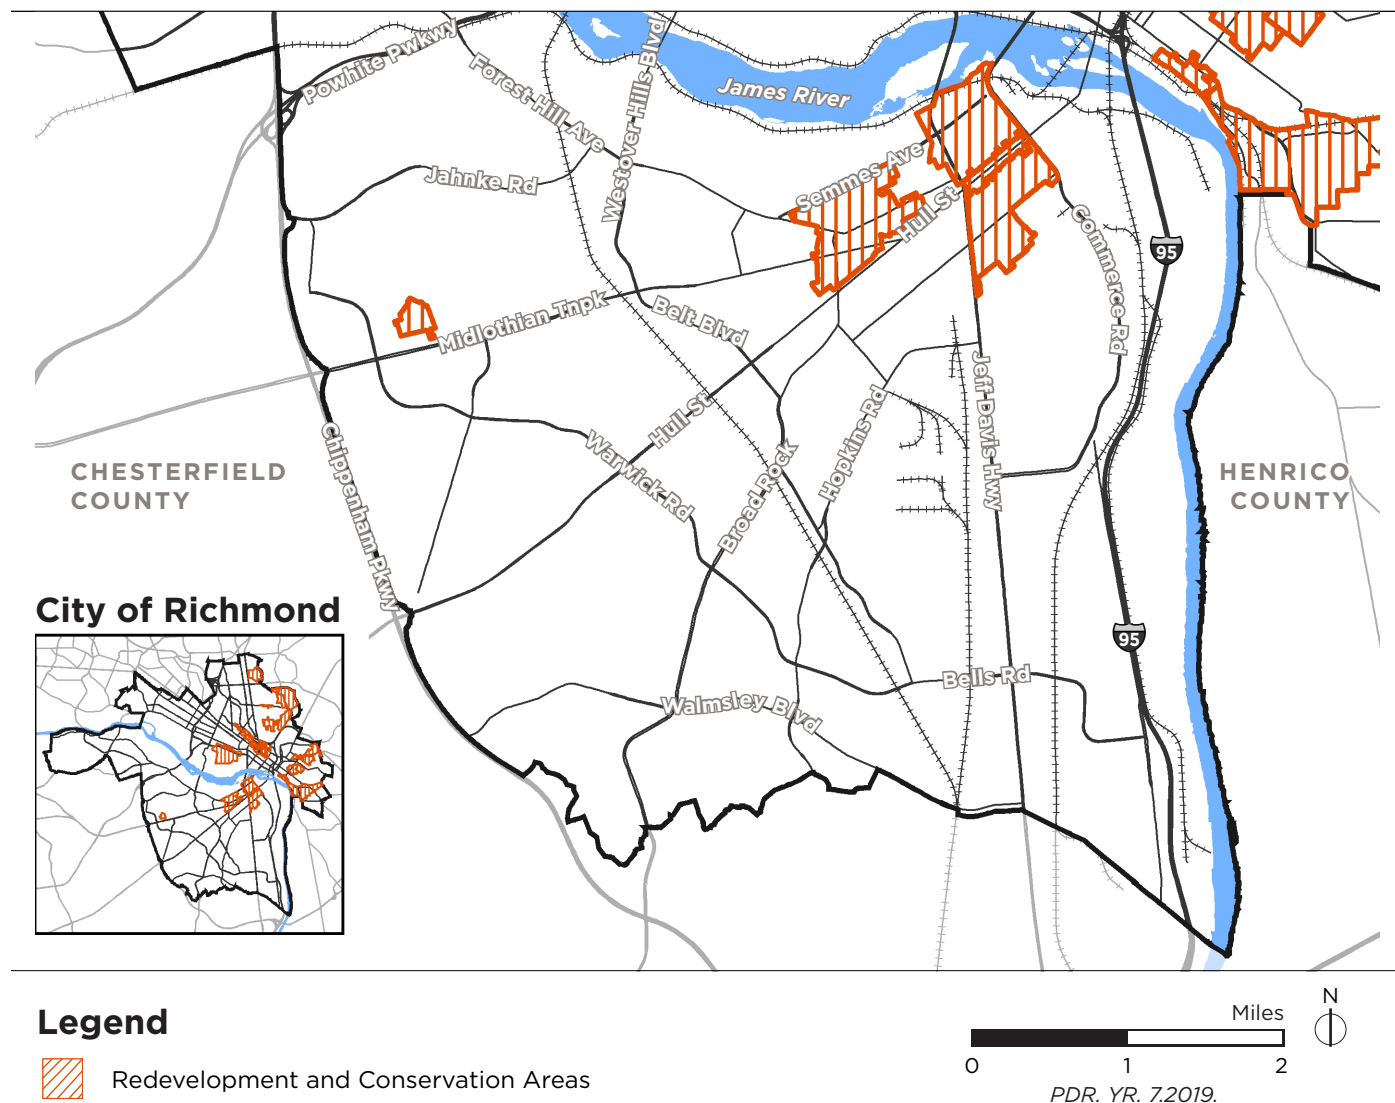 Powhite Pwkwy
Forest Hill Ave
Westover Hills Blvd
James River
Jahnke Rd
Semmes Ave
Hull St
Commerce Rd
95
Midlothian Tnpk
Belt Blvd
Jeff Davis Hwy
Hopkins Rd
Hull St
Chippenham Pkwy
Warwick Rd
Broad Rock
CHESTERFIELD
COUNTY
HENRICO
COUNTY
95
Bells Rd
Walmsley Blvd
City of Richmond
Legend
Redevelopment and Conservation Areas
Miles
N
0 1 2
PDR, YR, 7.2019.